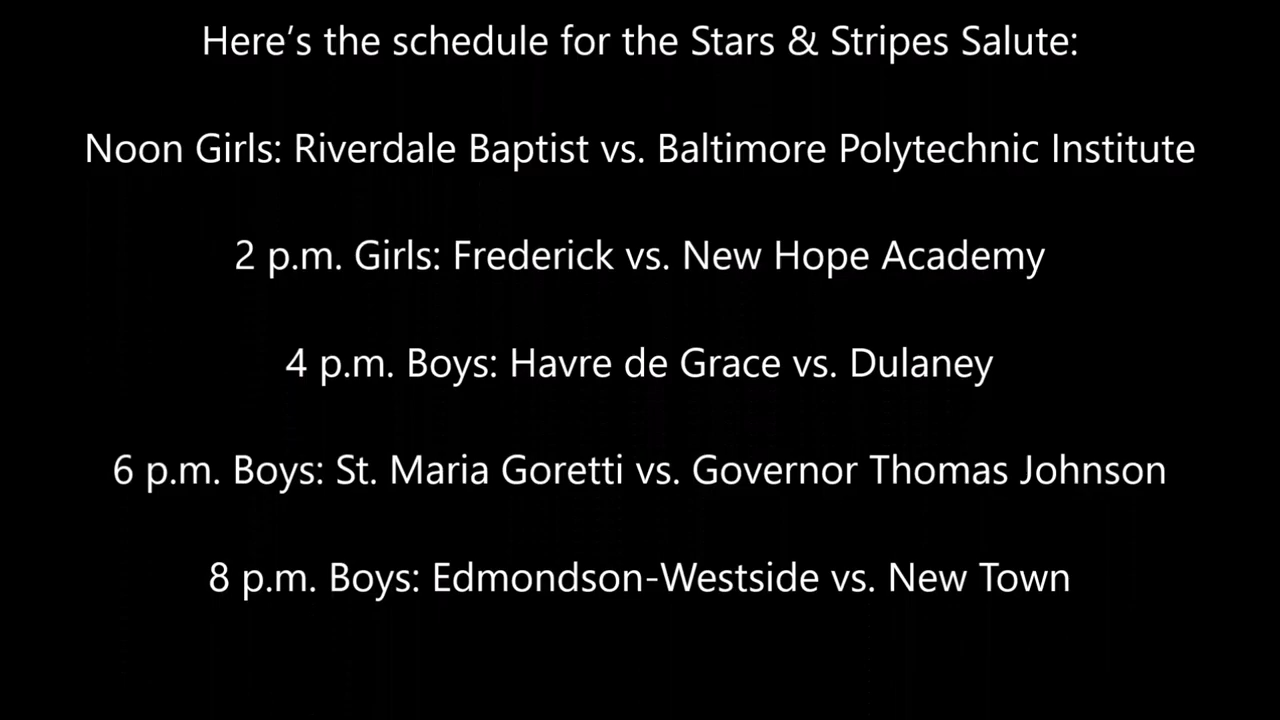 Here’s the schedule for the Stars & Stripes Salute:
Noon Girls: Riverdale Baptist vs. Baltimore Polytechnic Institute
2 p.m. Girls: Frederick vs. New Hope Academy
4 p.m. Boys: Havre de Grace vs. Dulaney
6 p.m. Boys: St. Maria Goretti vs. Governor Thomas Johnson
8 p.m. Boys: Edmondson-Westside vs. New Town